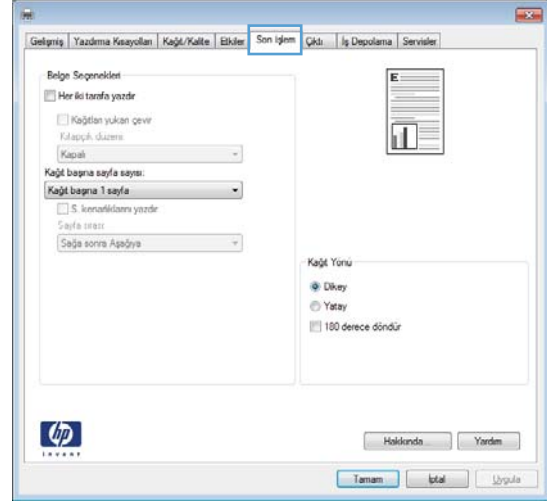 Gelişmiş Yazdırma Kısayolları Kağıt/Kalite Etkiler Son İşlem Çıktı İş Depolama Servisler
Belge Seçenekleri
Her iki tarafa yazdır
Kağıtları yukarı çevir
Kitapçık düzeni:
Kapalı
Kağıt başına sayfa sayısı:
Kağıt başına 1 sayfa
S. kenarlıklarını yazdır
Sayfa sırası:
Sağa sonra Aşağıya
E
Kağıt Yönü
Dikey
Yatay
180 derece döndür
hp
invent
Hakkında... Yardım
Tamam İptal Uygula